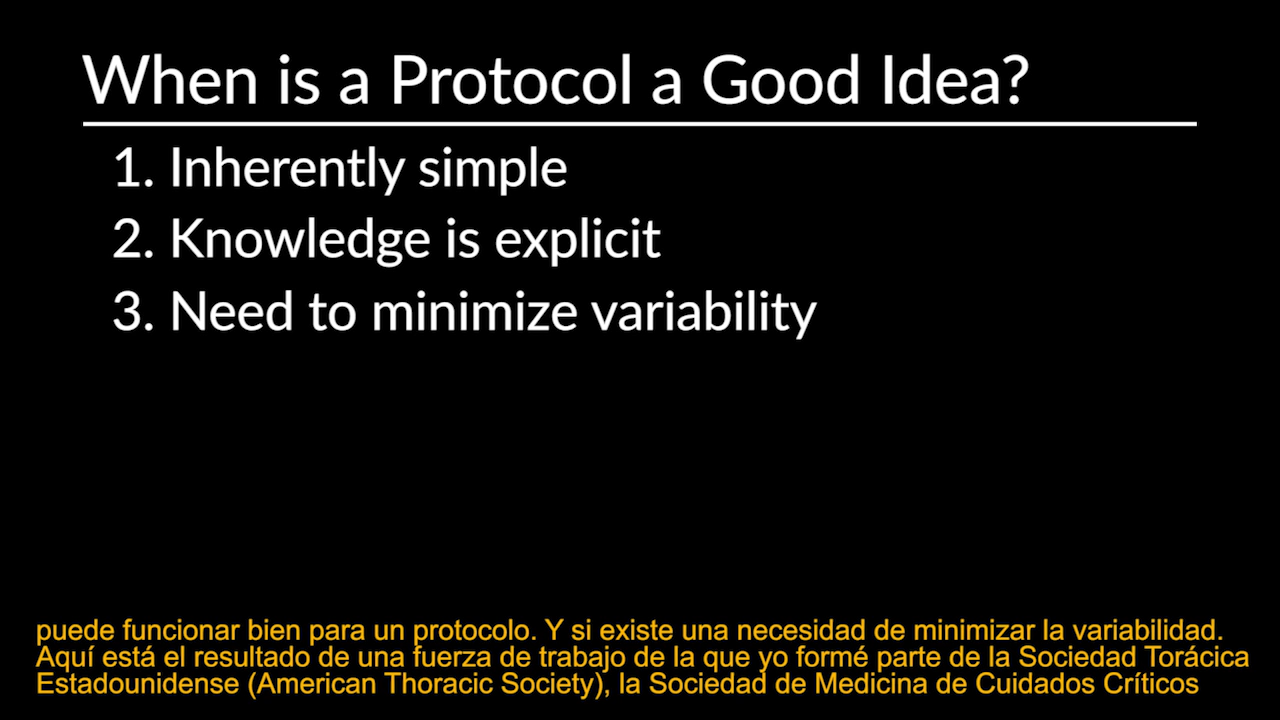 When is a Protocol a Good Idea?
1. Inherently simple
2. Knowledge is explicit
3. Need to minimize variability
puede funcionar bien para un protocolo. Y si existe una necesidad de minimizar la variabilidad.
Aquí está el resultado de una fuerza de trabajo de la que yo formé parte de la Sociedad Torácica
Estadounidense (American Thoracic Society), la Sociedad de Medicina de Cuidados Críticos